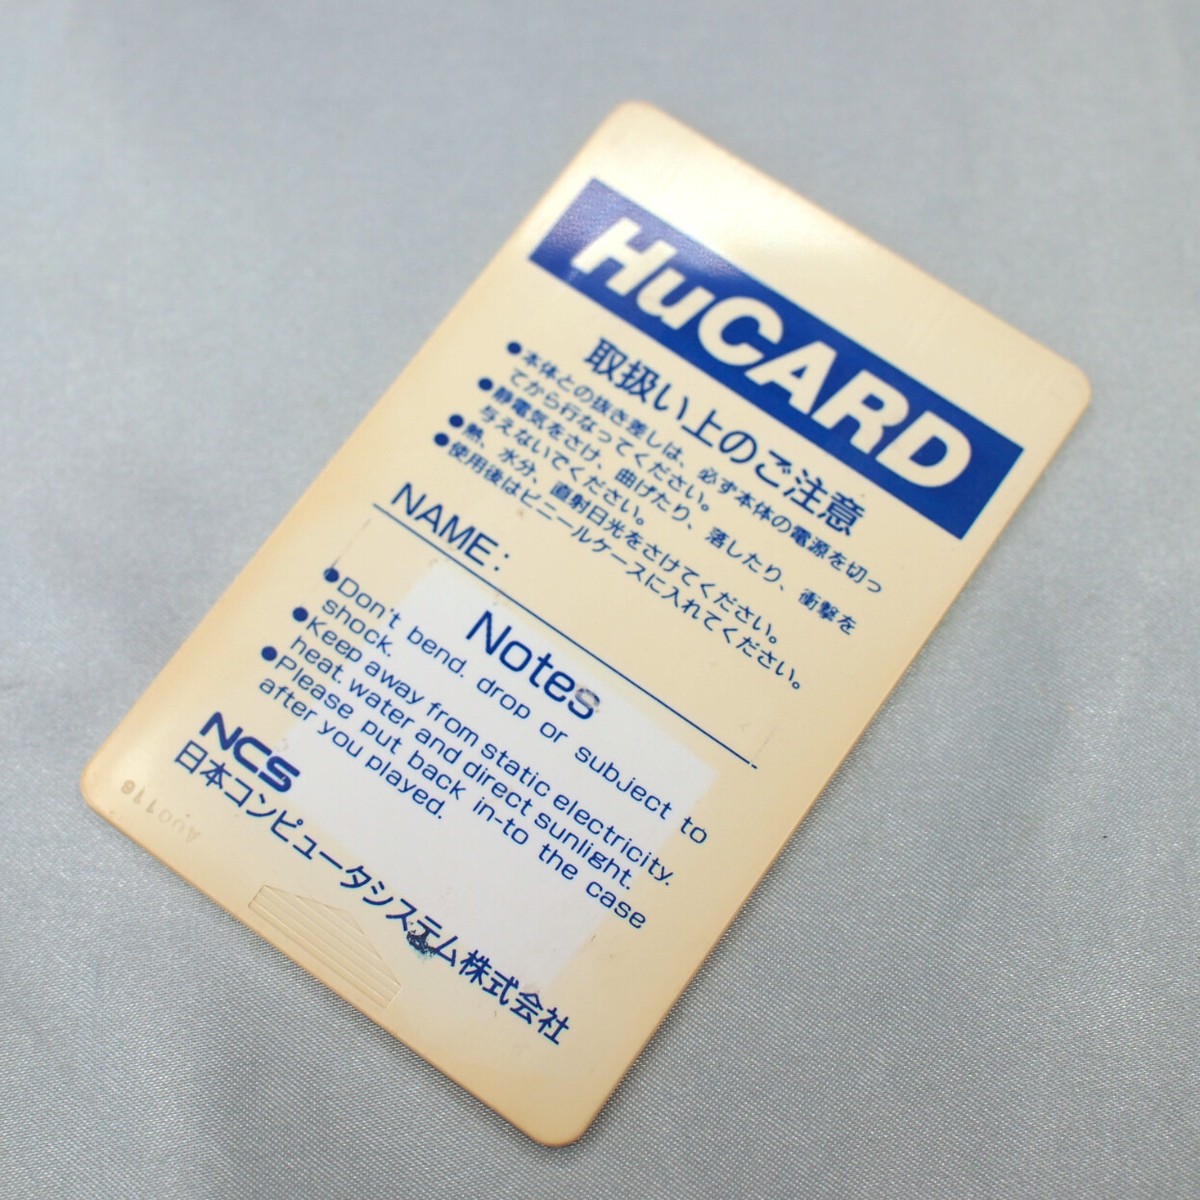 HuCARD
取扱い上のご注意
●本体との抜き差しは、必ず本体の電源を切っ
てから行なってください。
●静電気をさけ、曲げたり、落したり、衝撃を
与えないでください。
●熱、水分、直射日光をさけてください。
●使用後はビニールケースに入れてください。
NAME:
Notes
●Don't bend. drop or subject to
shock.
●Keep away from static electricity.
heat. water and direct sunlight.
●Please put back in-to the case
after you played.
NCS
日本コンピュータシステム株式会社